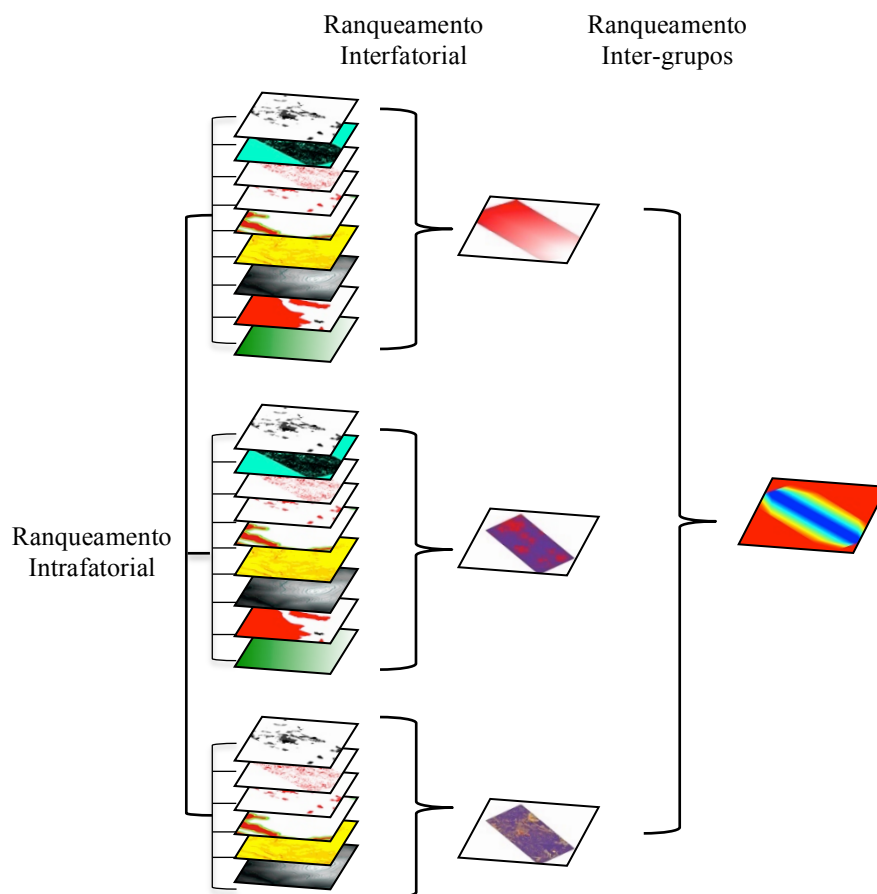 Ranqueamento
Interfatorial
Ranqueamento
Inter-grupos
Ranqueamento
Intrafatorial